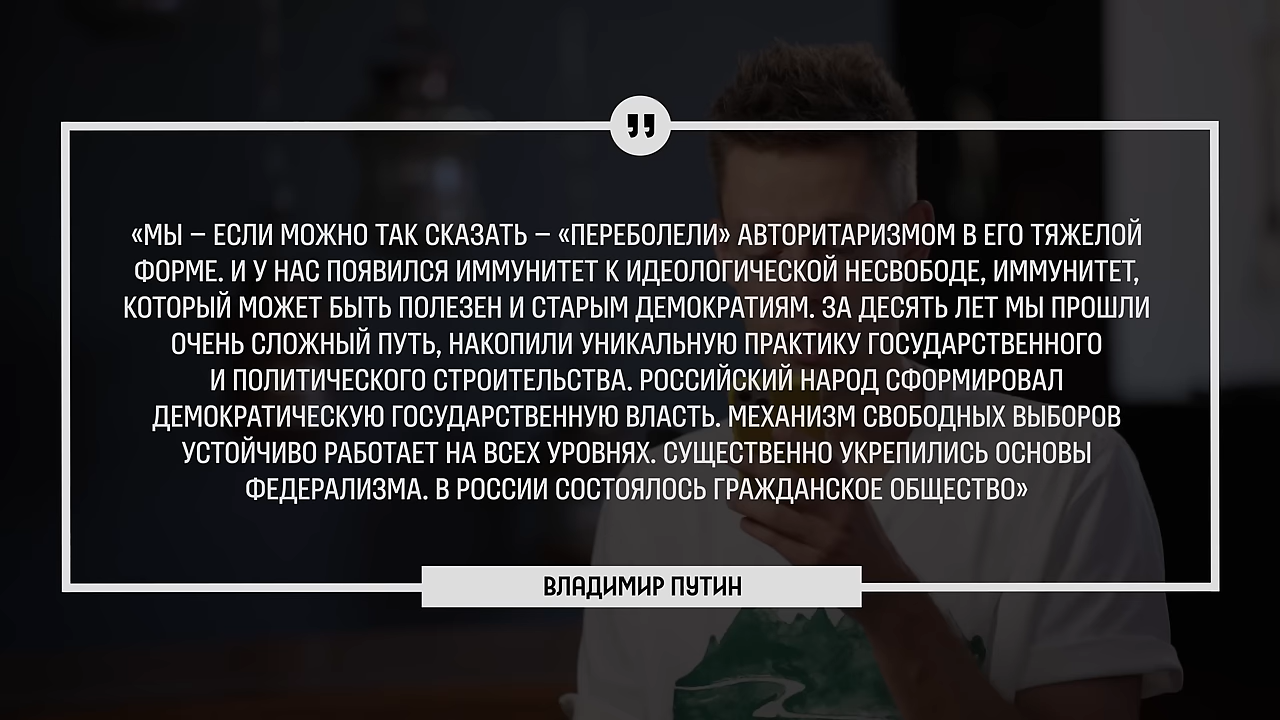 «МЫ – ЕСЛИ МОЖНО ТАК СКАЗАТЬ – «ПЕРЕБОЛЕЛИ» АВТОРИТАРИЗМОМ В ЕГО ТЯЖЕЛОЙ
ФОРМЕ. И У НАС ПОЯВИЛСЯ ИММУНИТЕТ К ИДЕОЛОГИЧЕСКОЙ НЕСВОБОДЕ, ИММУНИТЕТ,
КОТОРЫЙ МОЖЕТ БЫТЬ ПОЛЕЗЕН И СТАРЫМ ДЕМОКРАТИЯМ. ЗА ДЕСЯТЬ ЛЕТ МЫ ПРОШЛИ
ОЧЕНЬ СЛОЖНЫЙ ПУТЬ, НАКОПИЛИ УНИКАЛЬНУЮ ПРАКТИКУ ГОСУДАРСТВЕННОГО
И ПОЛИТИЧЕСКОГО СТРОИТЕЛЬСТВА. РОССИЙСКИЙ НАРОД СФОРМИРОВАЛ
ДЕМОКРАТИЧЕСКУЮ ГОСУДАРСТВЕННУЮ ВЛАСТЬ. МЕХАНИЗМ СВОБОДНЫХ ВЫБОРОВ
УСТОЙЧИВО РАБОТАЕТ НА ВСЕХ УРОВНЯХ. СУЩЕСТВЕННО УКРЕПИЛИСЬ ОСНОВЫ
ФЕДЕРАЛИЗМА. В РОССИИ СОСТОЯЛОСЬ ГРАЖДАНСКОЕ ОБЩЕСТВО»
ВЛАДИМИР ПУТИН